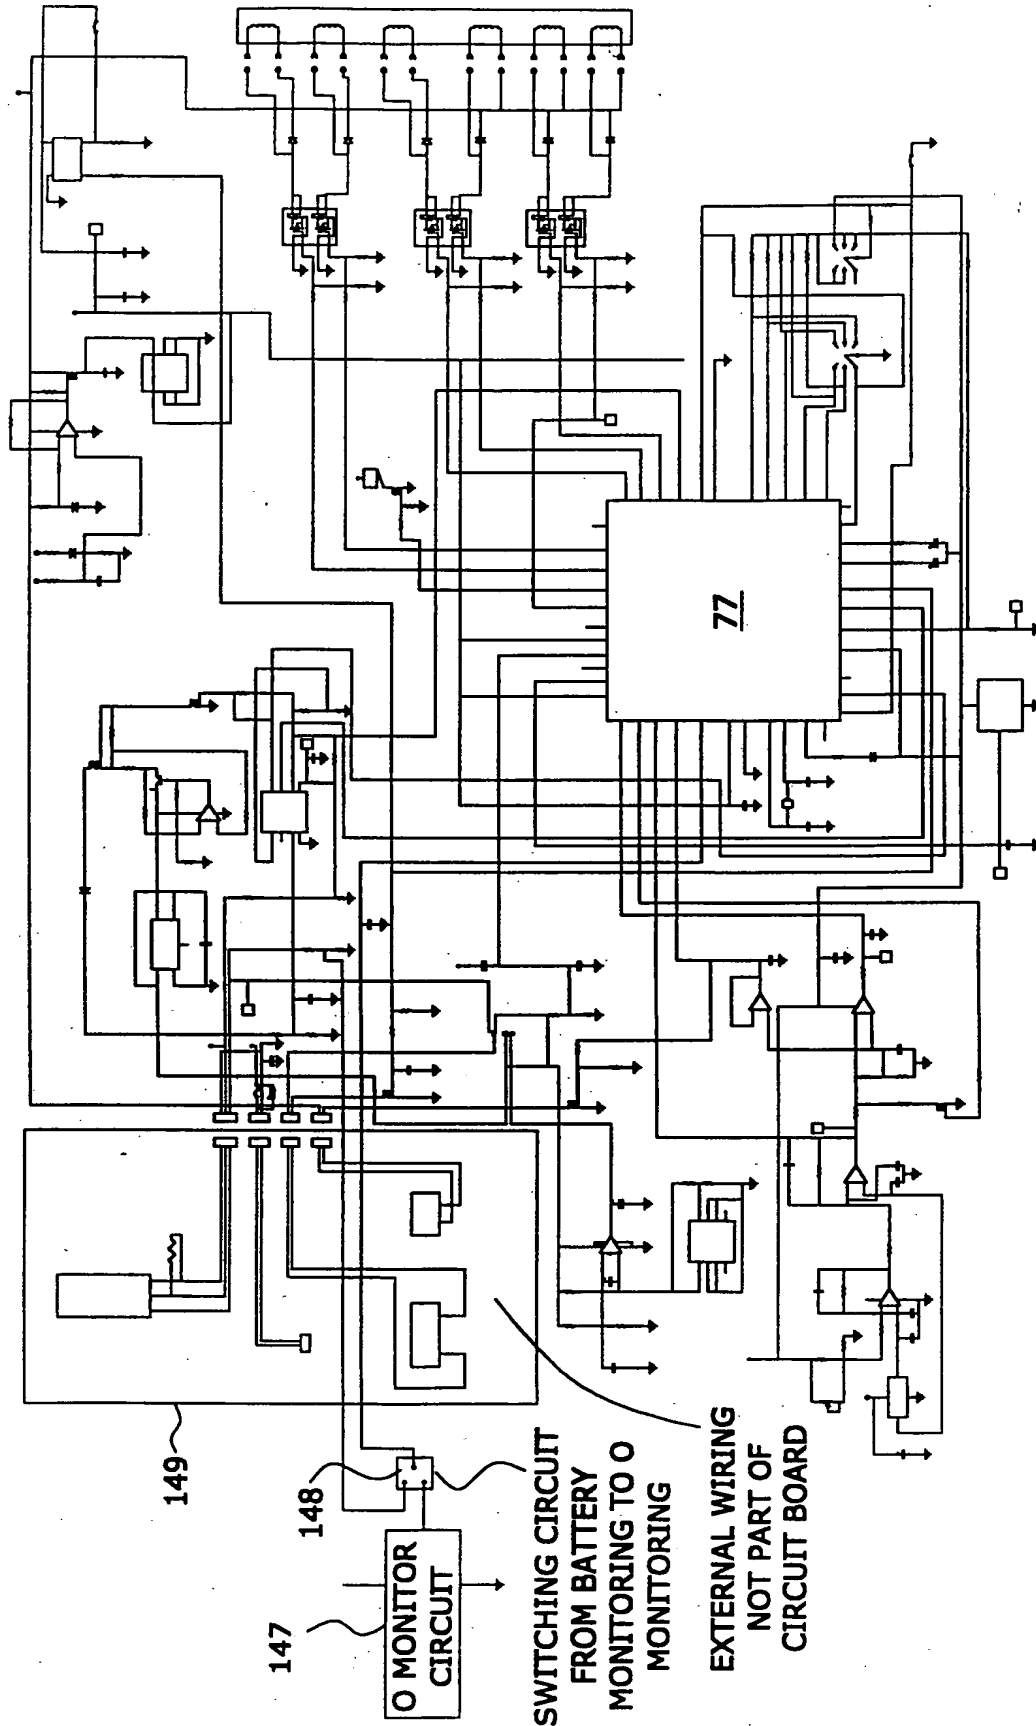 77
149
148
147
O MONITOR
CIRCUIT
SWITCHING CIRCUIT
FROM BATTERY
MONITORING TO O
MONITORING
EXTERNAL WIRING
NOT PART OF
CIRCUIT BOARD